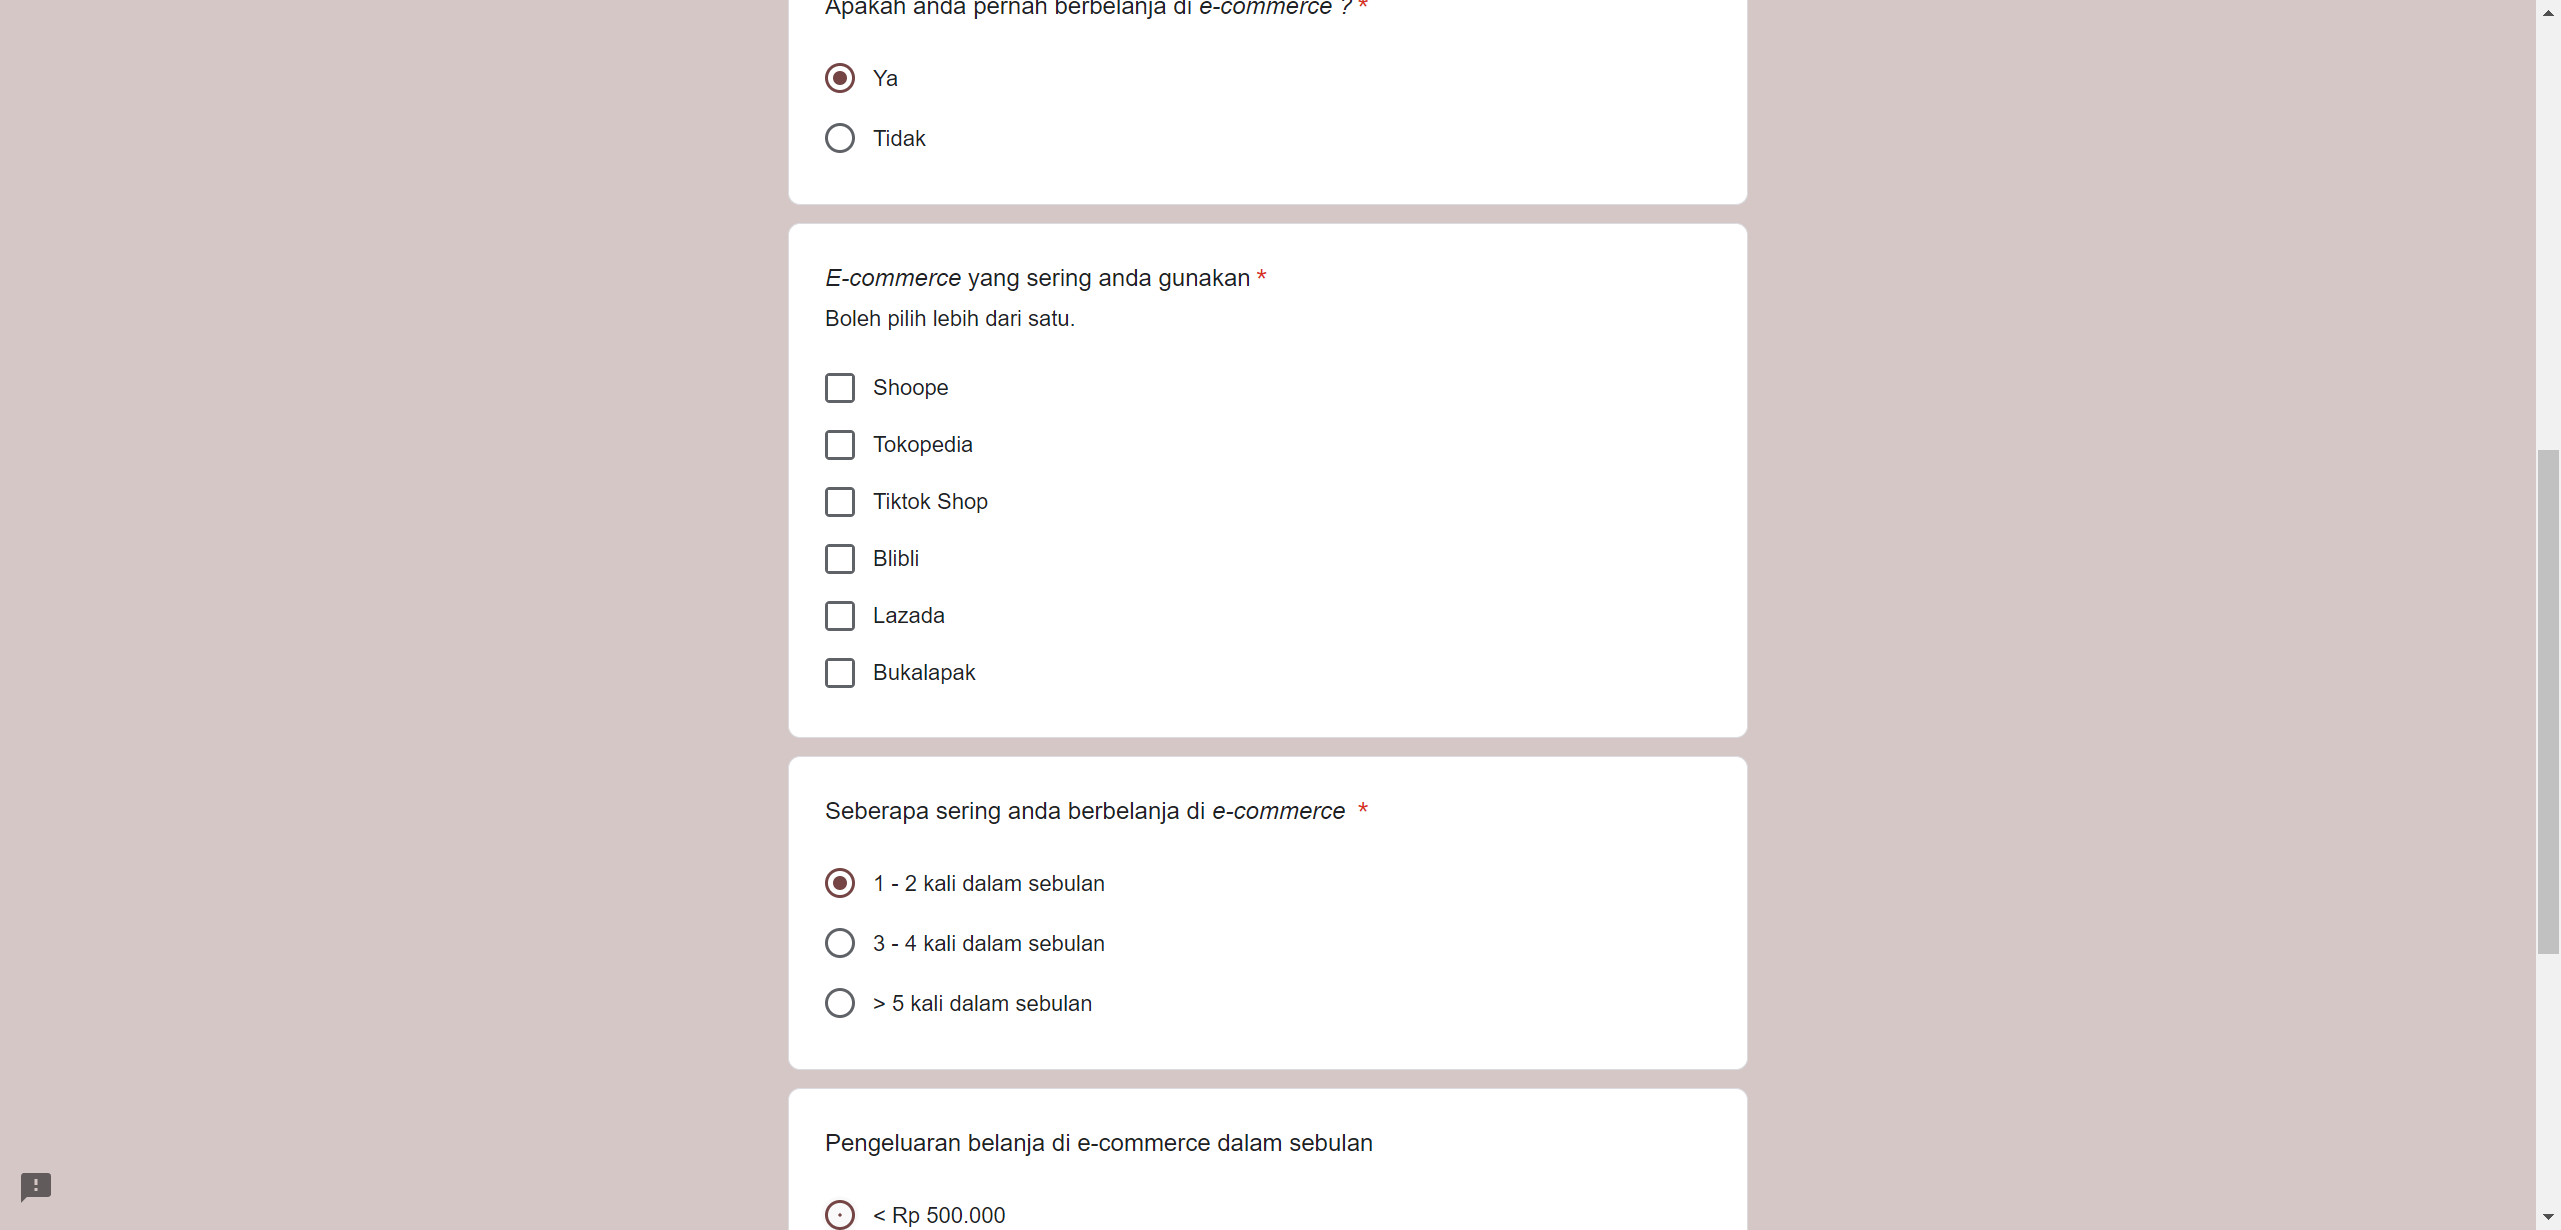 Apakah anda pernah berbelanja di e-commerce ? *
Ya
Tidak
E-commerce yang sering anda gunakan *
Boleh pilih lebih dari satu.
Shoope
Tokopedia
Tiktok Shop
Blibli
Lazada
Bukalapak
Seberapa sering anda berbelanja di e-commerce *
1 - 2 kali dalam sebulan
3 - 4 kali dalam sebulan
> 5 kali dalam sebulan
Pengeluaran belanja di e-commerce dalam sebulan
< Rp 500.000